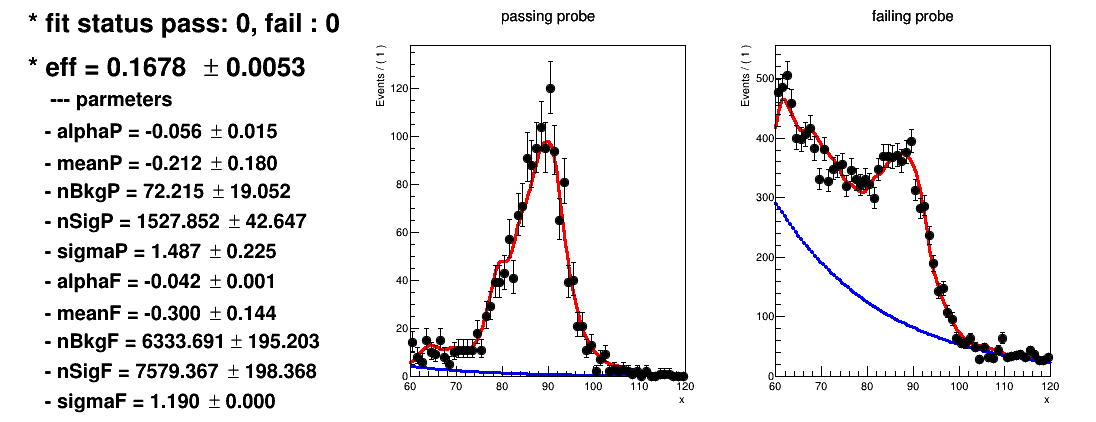 * fit status pass: 0, fail : 0
* eff = 0.1678 ± 0.0053
--- parmeters
- alphaP = -0.056 ± 0.015
- meanP = -0.212 ± 0.180
- nBkgP = 72.215 ± 19.052
- nSigP = 1527.852 ± 42.647
- sigmaP = 1.487 ± 0.225
- alphaF = -0.042 ± 0.001
- meanF = -0.300 ± 0.144
- nBkgF = 6333.691 ± 195.203
- nSigF = 7579.367 ± 198.368
- sigmaF = 1.190 ± 0.000
passing probe
Events / ( 1 )
120
100
80
60
40
20
0
60 70 80 90 100 110 120
x
failing probe
Events / ( 1 )
500
400
300
200
100
0
60 70 80 90 100 110 120
x